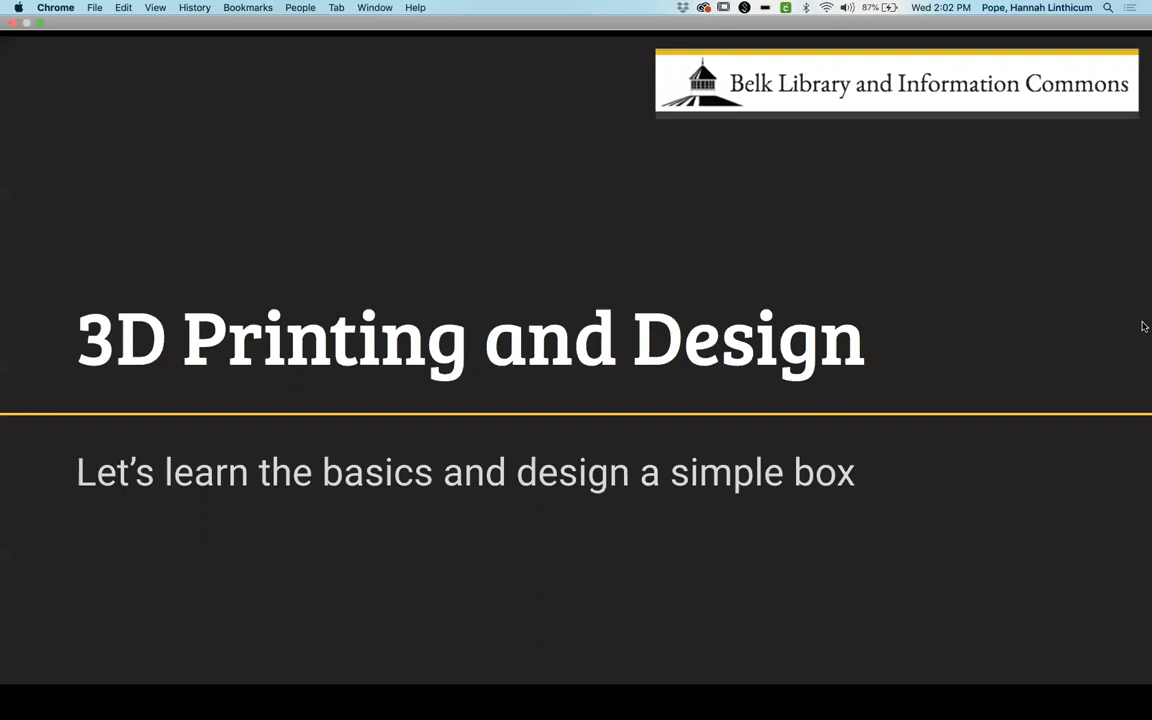 Chrome File Edit View History Bookmarks People Tab Window Help 87% Wed 2:02 PM Pope, Hannah Linthicum
Belk Library and Information Commons
3D Printing and Design
Let’s learn the basics and design a simple box